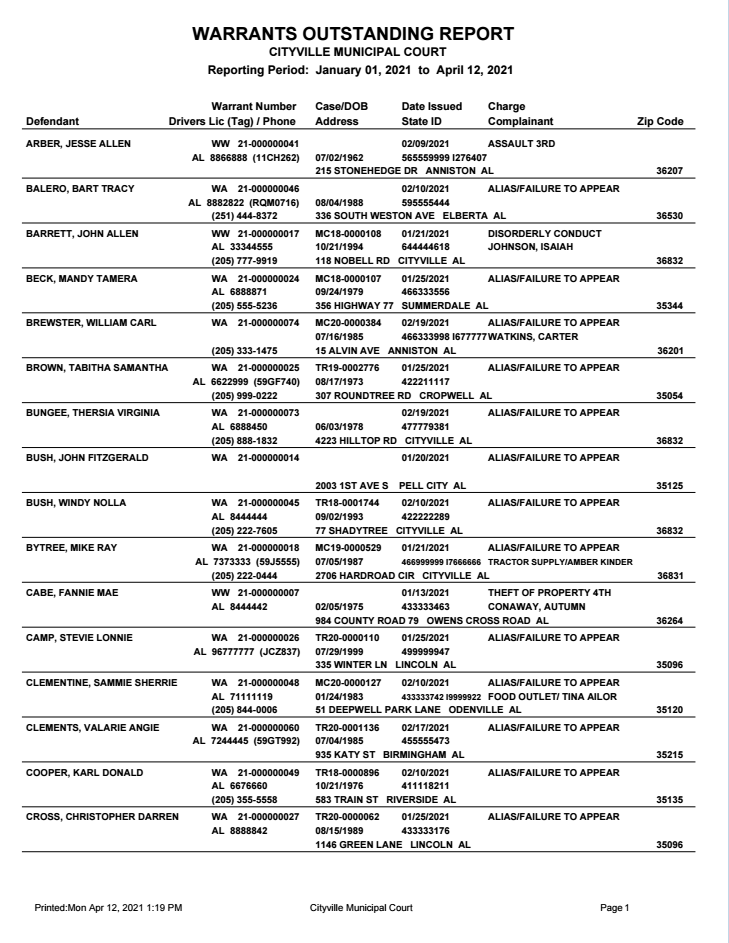 WARRANTS OUTSTANDING REPORT
CITYVILLE MUNICIPAL COURT
Reporting Period: January 01, 2021 to April 12, 2021
Warrant Number Case/DOB Date Issued Charge
Defendant Drivers Lic (Tag) / Phone Address State ID Complainant Zip Code
ARBER, JESSE ALLEN WW 21-000000041 02/09/2021 ASSAULT 3RD
AL 8866888 (11CH262) 07/02/1962 565559999 I276407
215 STONEHEDGE DR ANNISTON AL 36207
BALERO, BART TRACY WA 21-000000046 02/10/2021 ALIAS/FAILURE TO APPEAR
AL 8882822 (RQM0716) 08/04/1988 595555444
(251) 444-8372 336 SOUTH WESTON AVE ELBERTA AL 36530
BARRETT, JOHN ALLEN WW 21-000000017 MC18-0000108 01/21/2021 DISORDERLY CONDUCT
AL 33344555 10/21/1994 644444618 JOHNSON, ISAIAH
(205) 777-9919 118 NOBELL RD CITYVILLE AL 36832
BECK, MANDY TAMERA WA 21-000000024 MC18-0000107 01/25/2021 ALIAS/FAILURE TO APPEAR
AL 6888871 09/24/1979 466333556
(205) 555-5236 356 HIGHWAY 77 SUMMERDALE AL 35344
BREWSTER, WILLIAM CARL WA 21-000000074 MC20-0000384 02/19/2021 ALIAS/FAILURE TO APPEAR
07/16/1985 466333998 I677777 WATKINS, CARTER
(205) 333-1475 15 ALVIN AVE ANNISTON AL 36201
BROWN, TABITHA SAMANTHA WA 21-000000025 TR19-0002776 01/25/2021 ALIAS/FAILURE TO APPEAR
AL 6622999 (59GF740) 08/17/1973 422211117
(205) 999-0222 307 ROUNDTREE RD CROPWELL AL 35054
BUNGEE, THERSIA VIRGINIA WA 21-000000073 02/19/2021 ALIAS/FAILURE TO APPEAR
AL 6888450 06/03/1978 477779381
(205) 888-1832 4223 HILLTOP RD CITYVILLE AL 36832
BUSH, JOHN FITZGERALD WA 21-000000014 01/20/2021 ALIAS/FAILURE TO APPEAR
2003 1ST AVE S PELL CITY AL 35125
BUSH, WINDY NOLLA WA 21-000000045 TR18-0001744 02/10/2021 ALIAS/FAILURE TO APPEAR
AL 8444444 09/02/1993 422222289
(205) 222-7605 77 SHADYTREE CITYVILLE AL 36832
BYTREE, MIKE RAY WA 21-000000018 MC19-0000529 01/21/2021 ALIAS/FAILURE TO APPEAR
AL 7373333 (59J5555) 07/05/1987 466999999 I7666666 TRACTOR SUPPLY/AMBER KINDER
(205) 222-0444 2706 HARDROAD CIR CITYVILLE AL 36831
CABE, FANNIE MAE WW 21-000000007 01/13/2021 THEFT OF PROPERTY 4TH
AL 8444442 02/05/1975 433333463 CONAWAY, AUTUMN
984 COUNTY ROAD 79 OWENS CROSS ROAD AL 36264
CAMP, STEVIE LONNIE WA 21-000000026 TR20-0000110 01/25/2021 ALIAS/FAILURE TO APPEAR
AL 96777777 (JCZ837) 07/29/1999 499999947
335 WINTER LN LINCOLN AL 35096
CLEMENTINE, SAMMIE SHERRIE WA 21-000000048 MC20-0000127 02/10/2021 ALIAS/FAILURE TO APPEAR
AL 71111119 01/24/1983 433333742 I9999922 FOOD OUTLET/ TINA AILOR
(205) 844-0006 51 DEEPWELL PARK LANE ODENVILLE AL 35120
CLEMENTS, VALARIE ANGIE WA 21-000000060 TR20-0001136 02/17/2021 ALIAS/FAILURE TO APPEAR
AL 7244445 (59GT992) 07/04/1985 455555473
935 KATY ST BIRMINGHAM AL 35215
COOPER, KARL DONALD WA 21-000000049 TR18-0000896 02/10/2021 ALIAS/FAILURE TO APPEAR
AL 6676660 10/21/1976 411118211
(205) 355-5558 583 TRAIN ST RIVERSIDE AL 35135
CROSS, CHRISTOPHER DARREN WA 21-000000027 TR20-0000062 01/25/2021 ALIAS/FAILURE TO APPEAR
AL 8888842 08/15/1989 433333176
1146 GREEN LANE LINCOLN AL 35096
Printed:Mon Apr 12, 2021 1:19 PM Cityville Municipal Court Page 1